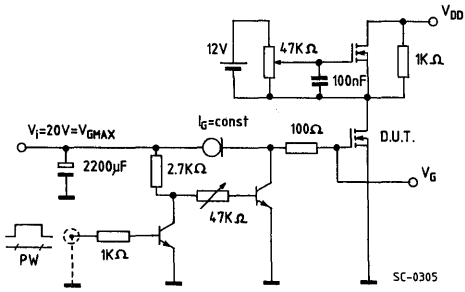 V_DD
12V
47KΩ
100nF
1KΩ
V_i=20V=V_GMAX
I_G=const
100Ω
D.U.T.
2200μF
2.7KΩ
47KΩ
V_G
PW
1KΩ
SC-0305